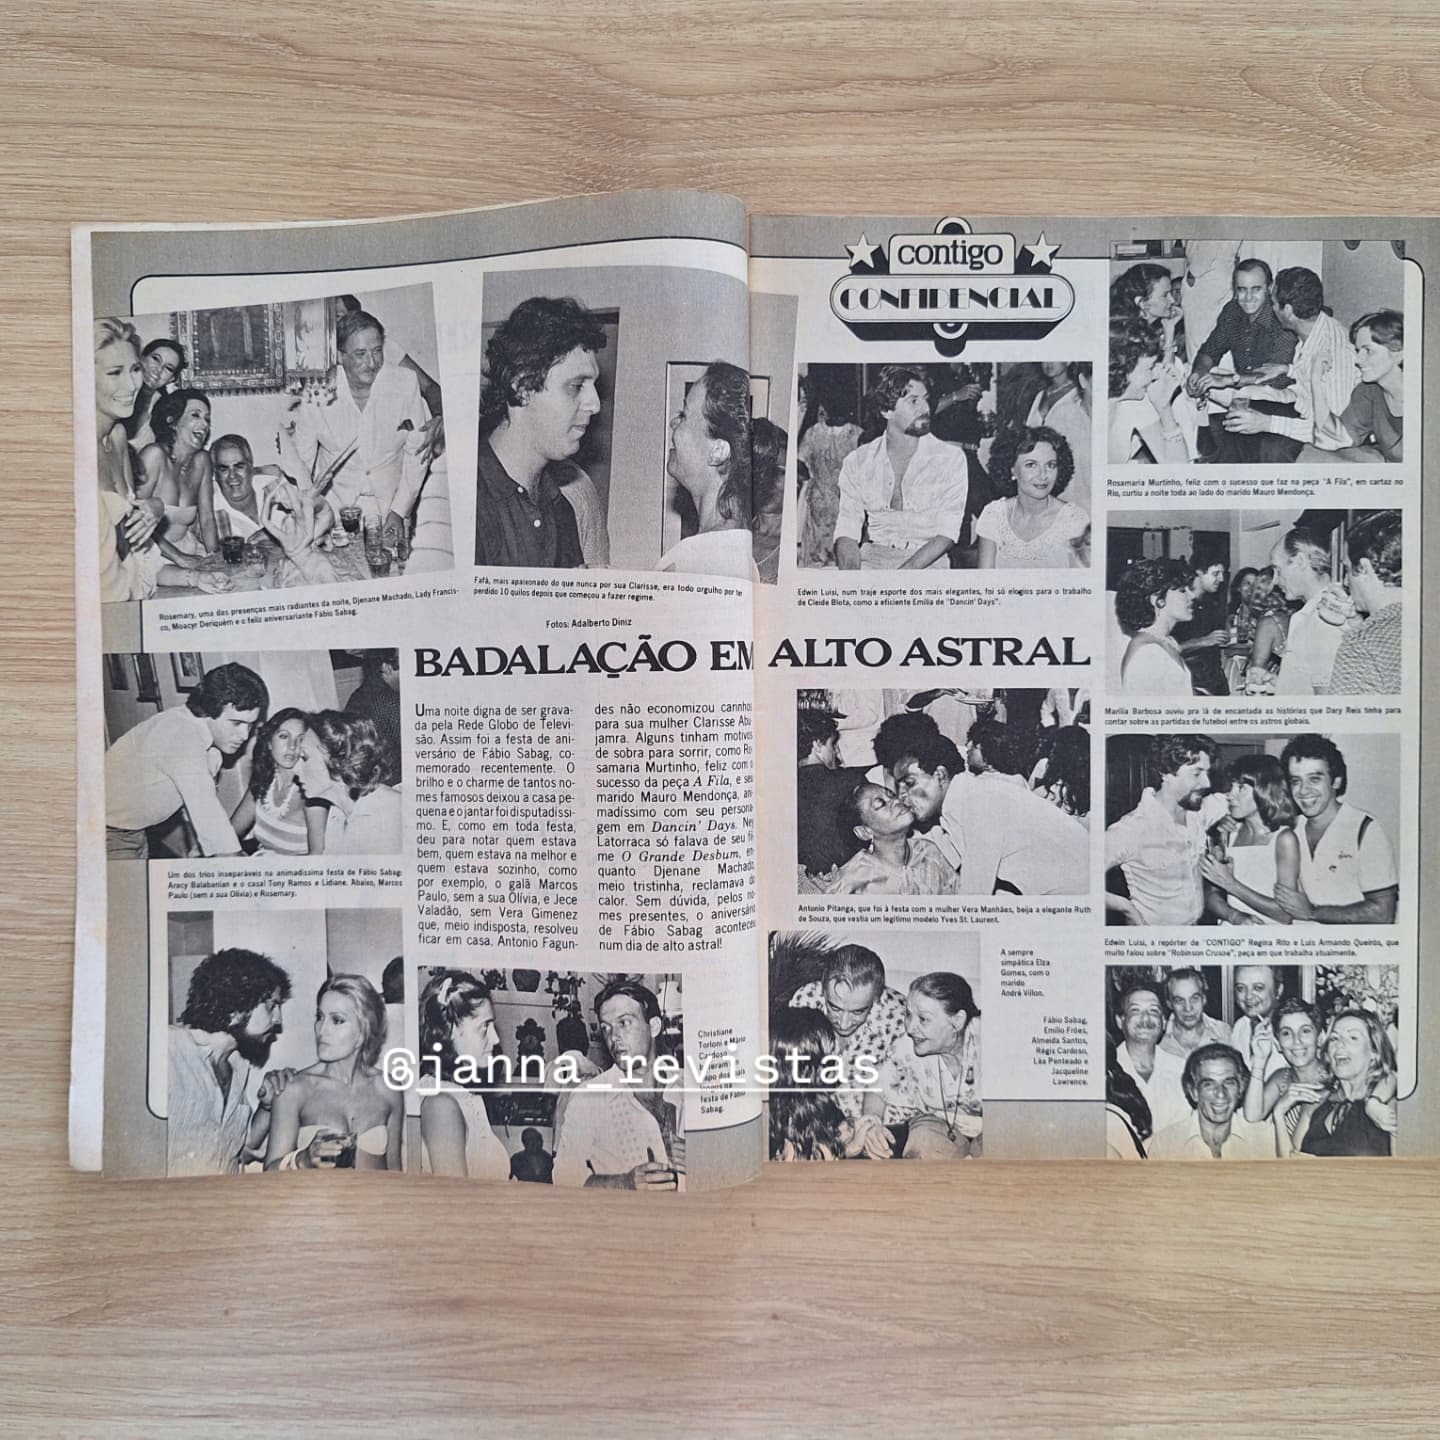 contigo
CONFIDENCIAL
Rosemary, uma das presenças mais radiantes da noite, Djenane Machado, Lady Francis-
co, Moacyr Deriquém e o feliz aniversariante Fábio Sabag.
Fafá, mais apaixonado do que nunca por sua Clarisse, era todo orgulho por ter
perdido 10 quilos depois que começou a fazer regime.
Fotos: Adalberto Diniz
Edwin Luisi, num traje esporte dos mais elegantes, foi só elogios para o trabalho
de Cleide Blota, como a eficiente Emília de "Dancin' Days".
Rosamaria Murtinho, feliz com o sucesso que faz na peça "A Fila", em cartaz no
Rio, curtiu a noite toda ao lado do marido Mauro Mendonça.
BADALAÇÃO EM ALTO ASTRAL
Uma noite digna de ser grava-
da pela Rede Globo de Televi-
são. Assim foi a festa de ani-
versário de Fábio Sabag, co-
memorado recentemente. O
brilho e o charme de tantos no-
mes famosos deixou a casa pe-
quena e o jantar foi disputadíssi-
mo. E, como em toda festa,
deu para notar quem estava
bem, quem estava na melhor e
quem estava sozinho, como
por exemplo, o galã Marcos
Paulo, sem a sua Olívia, e Jece
Valadão, sem Vera Gimenez
que, meio indisposta, resolveu
ficar em casa. Antonio Fagun-
des não economizou carinhos
para sua mulher Clarisse Abu-
jamra. Alguns tinham motivos
de sobra para sorrir, como Ro-
samaria Murtinho, feliz com o
sucesso da peça A Fila, e seu
marido Mauro Mendonça, an-
madíssimo com seu persona-
gem em Dancin' Days. Ney
Latorraca só falava de seu fil-
me O Grande Desbum, en-
quanto Djenane Machado,
meio tristinha, reclamava do
calor. Sem dúvida, pelos no-
mes presentes, o aniversário
de Fábio Sabag aconteceu
num dia de alto astral!
Um dos trios inseparáveis na animadíssima festa de Fábio Sabag:
Aracy Balabanian e o casal Tony Ramos e Lidiane. Abaixo, Marcos
Paulo (sem a sua Olívia) e Rosemary.
Christiane
Torloni e Mário
Cardoso
festa de Fábio
Sabag.
Marília Barbosa ouviu pra lá de encantada as histórias que Dary Reis tinha para
contar sobre as partidas de futebol entre os astros globais.
Antonio Pitanga, que foi à festa com a mulher Vera Manhães, beija a elegante Ruth
de Souza, que vestia um legítimo modelo Yves St. Laurent.
A sempre
simpática Elza
Gomes, com o
marido
André Villon.
Fábio Sabag,
Emílio Fróes,
Almeida Santos,
Régis Cardoso,
Léa Penteado e
Jacqueline
Lawrence.
Edwin Luisi, a repórter de "CONTIGO" Regina Rito e Luís Armando Queirós, que
muito falou sobre "Robinson Crusoe", peça em que trabalha atualmente.
@janna_revistas